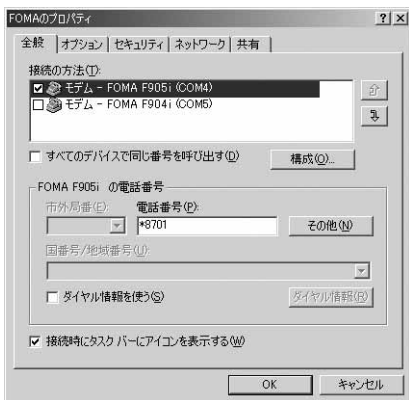 FOMAのプロパティ
全般 オプション セキュリティ ネットワーク 共有
接続の方法(T):
モデム - FOMA F905i (COM4)
モデム - FOMA F904i (COM5)
すべてのデバイスで同じ番号を呼び出す(D) 構成(O)...
FOMA F905i の電話番号
市外局番(E): 電話番号(P):
*8701 その他(N)
国番号/地域番号(U):
ダイヤル情報を使う(S) ダイヤル情報(R)
接続時にタスク バーにアイコンを表示する(W)
OK キャンセル